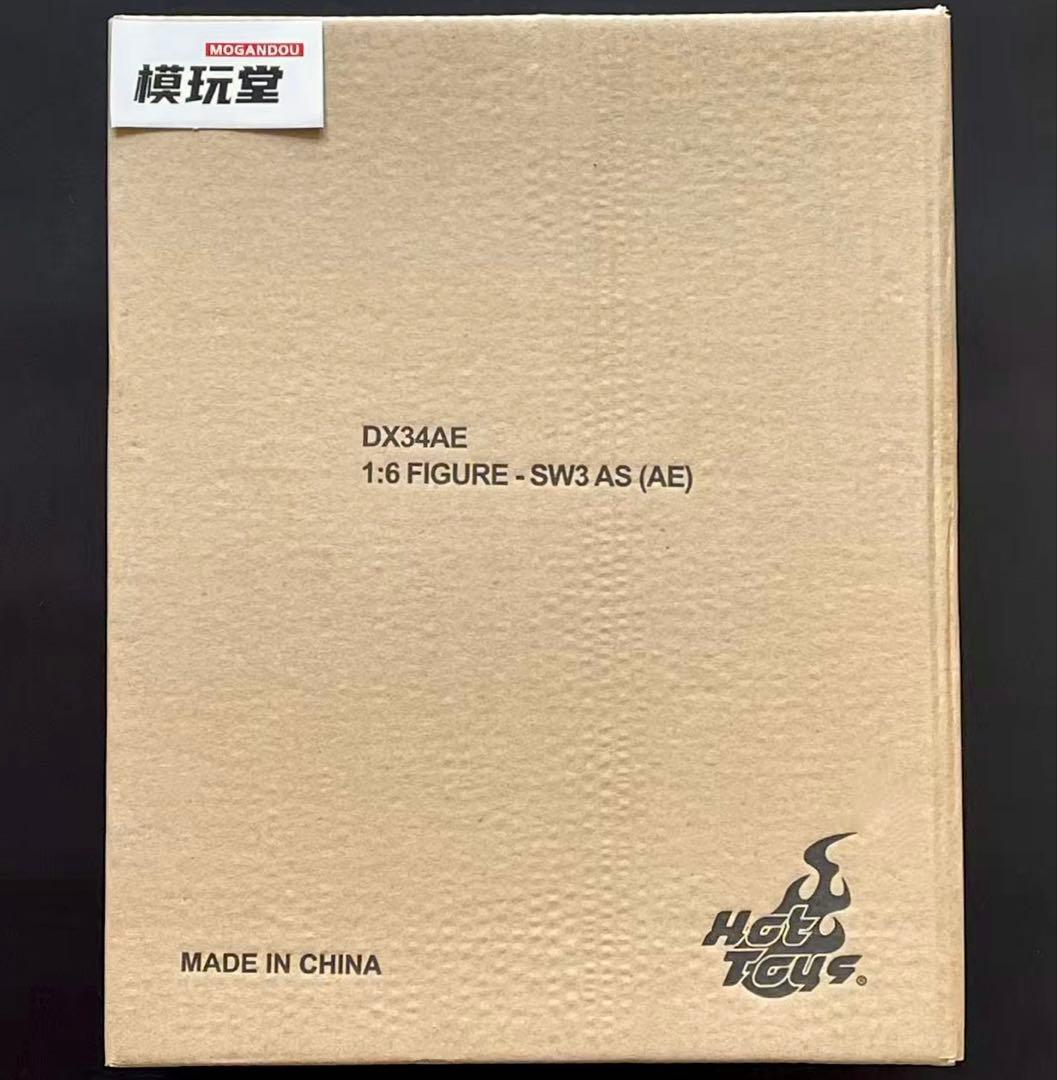 MOGANDOU
模玩堂
DX34AE
1:6 FIGURE - SW3 AS (AE)
MADE IN CHINA
Hot
Toys®